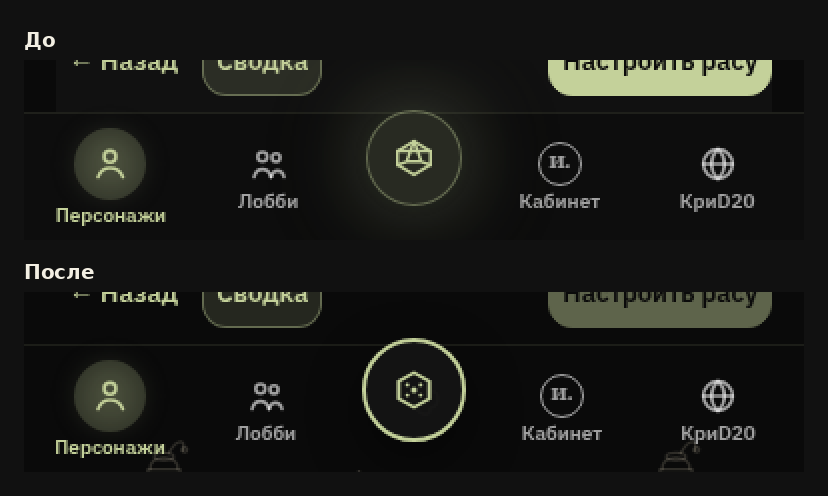 До
← Назад Сводка Настроить расу
Персонажи Лобби И. Кабинет КриD20
После
← Назад Сводка Настроить расу
Персонажи Лобби И. Кабинет КриD20